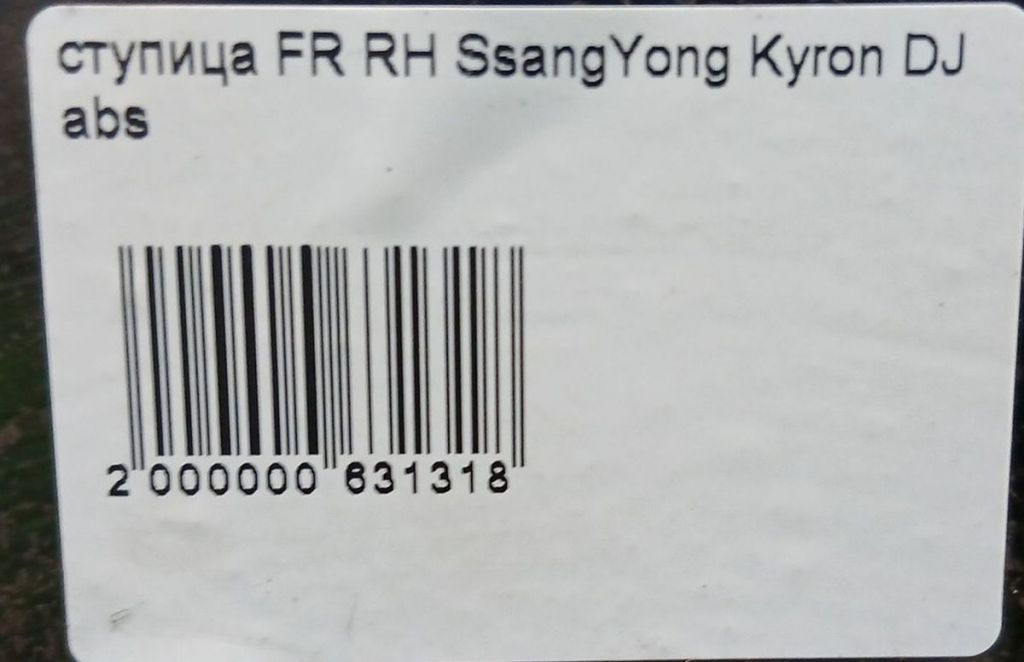 ступица FR RH SsangYong Kyron DJ
abs
2 000000 631318